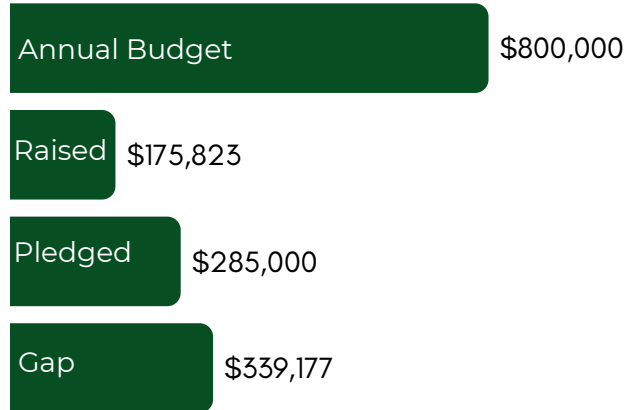 Annual Budget $800,000
Raised $175,823
Pledged $285,000
Gap $339,177